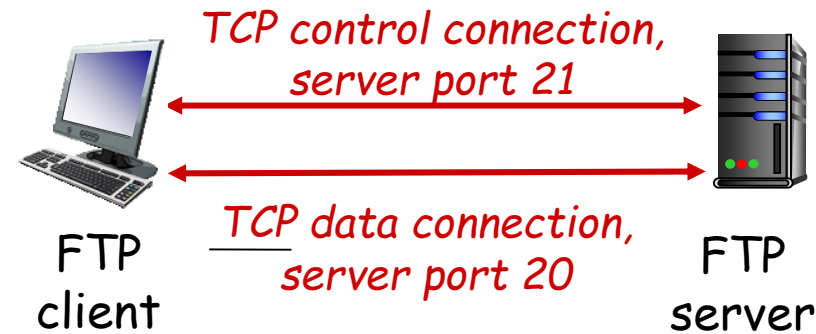 TCP control connection,
server port 21
TCP data connection,
server port 20
FTP
client
FTP
server